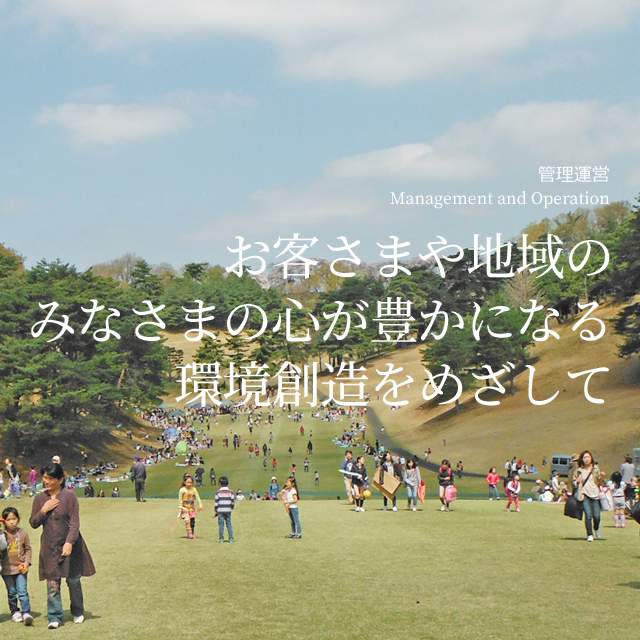 管理運営
Management and Operation
お客さまや地域の
みなさまの心が豊かになる
環境創造をめざして